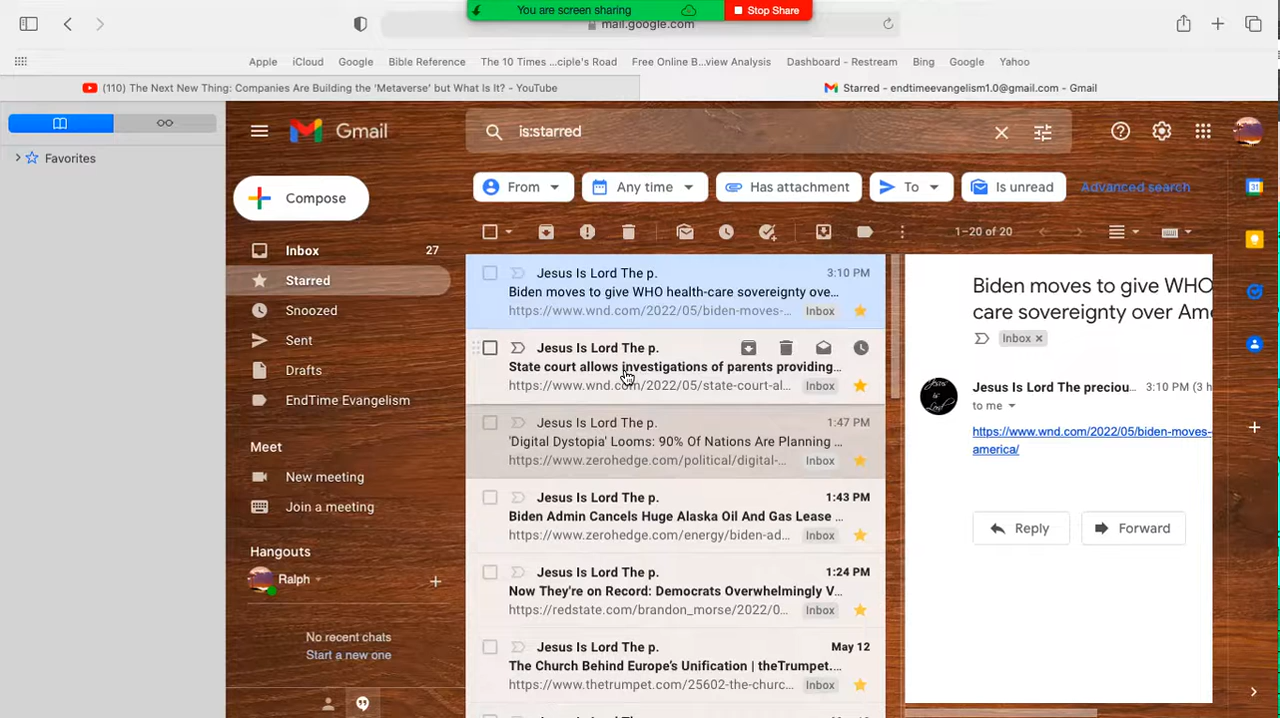 You are screen sharing
Stop Share
mail.google.com
Apple iCloud Google Bible Reference The 10 Times ...ciple's Road Free Online B...view Analysis Dashboard - Restream Bing Google Yahoo
(110) The Next New Thing: Companies Are Building the 'Metaverse' but What Is It? - YouTube
Starred - endtimeevangelism1.0@gmail.com - Gmail
Favorites
Gmail
is:starred
Compose
From
Any time
Has attachment
To
Is unread
Advanced search
1–20 of 20
Inbox 27
Starred
Snoozed
Sent
Drafts
EndTime Evangelism
Meet
New meeting
Join a meeting
Hangouts
Ralph
No recent chats
Start a new one
Jesus Is Lord The p. 3:10 PM
Biden moves to give WHO health-care sovereignty ove...
https://www.wnd.com/2022/05/biden-moves-... Inbox
Jesus Is Lord The p.
State court allows investigations of parents providing...
https://www.wnd.com/2022/05/state-court-al... Inbox
Jesus Is Lord The p. 1:47 PM
'Digital Dystopia' Looms: 90% Of Nations Are Planning ...
https://www.zerohedge.com/political/digital-... Inbox
Jesus Is Lord The p. 1:43 PM
Biden Admin Cancels Huge Alaska Oil And Gas Lease ...
https://www.zerohedge.com/energy/biden-ad... Inbox
Jesus Is Lord The p. 1:24 PM
Now They're on Record: Democrats Overwhelmingly V...
https://redstate.com/brandon_morse/2022/0... Inbox
Jesus Is Lord The p. May 12
The Church Behind Europe's Unification | theTrumpet....
https://www.thetrumpet.com/25602-the-churc... Inbox
Biden moves to give WHO
care sovereignty over Am
Inbox x
Jesus Is Lord The preciou... 3:10 PM (3 h
to me
https://www.wnd.com/2022/05/biden-moves-
america/
Reply
Forward